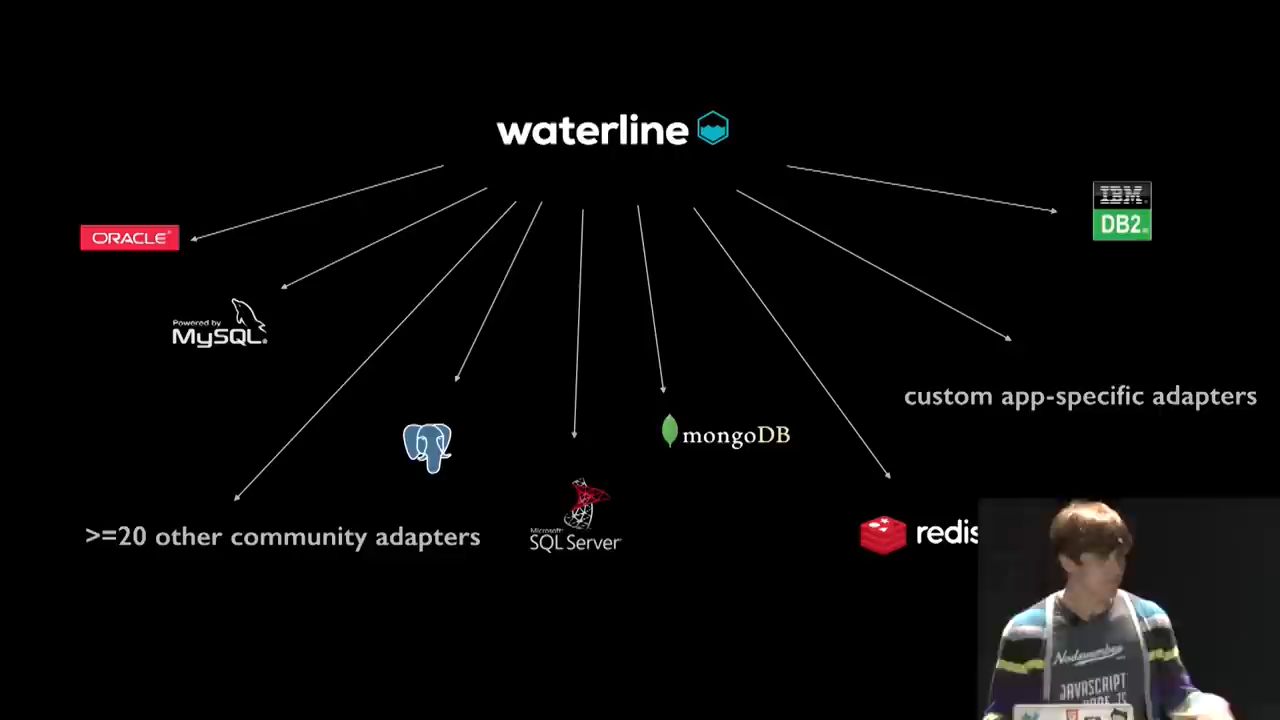 waterline
IBM
DB2
ORACLE
Powered by
MySQL
custom app-specific adapters
mongoDB
>=20 other community adapters
Microsoft
SQL Server
redis
JAVASCRIPT